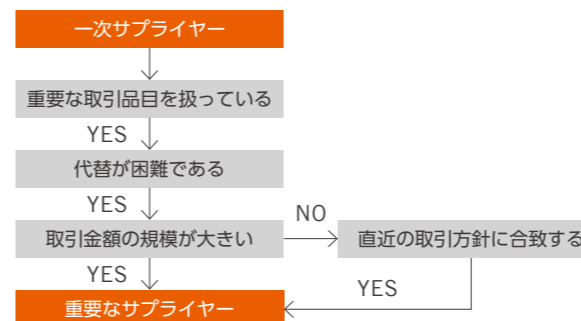 一次サプライヤー
重要な取引品目を扱っている
YES
代替が困難である
YES
取引金額の規模が大きい
NO
直近の取引方針に合致する
YES
YES
重要なサプライヤー